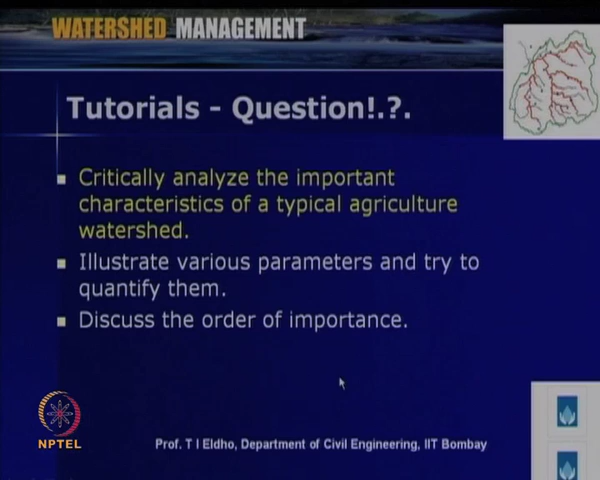 WATERSHED MANAGEMENT
Tutorials - Question!.?.
Critically analyze the important
characteristics of a typical agriculture
watershed.
Illustrate various parameters and try to
quantify them.
Discuss the order of importance.
NPTEL
Prof. T I Eldho, Department of Civil Engineering, IIT Bombay